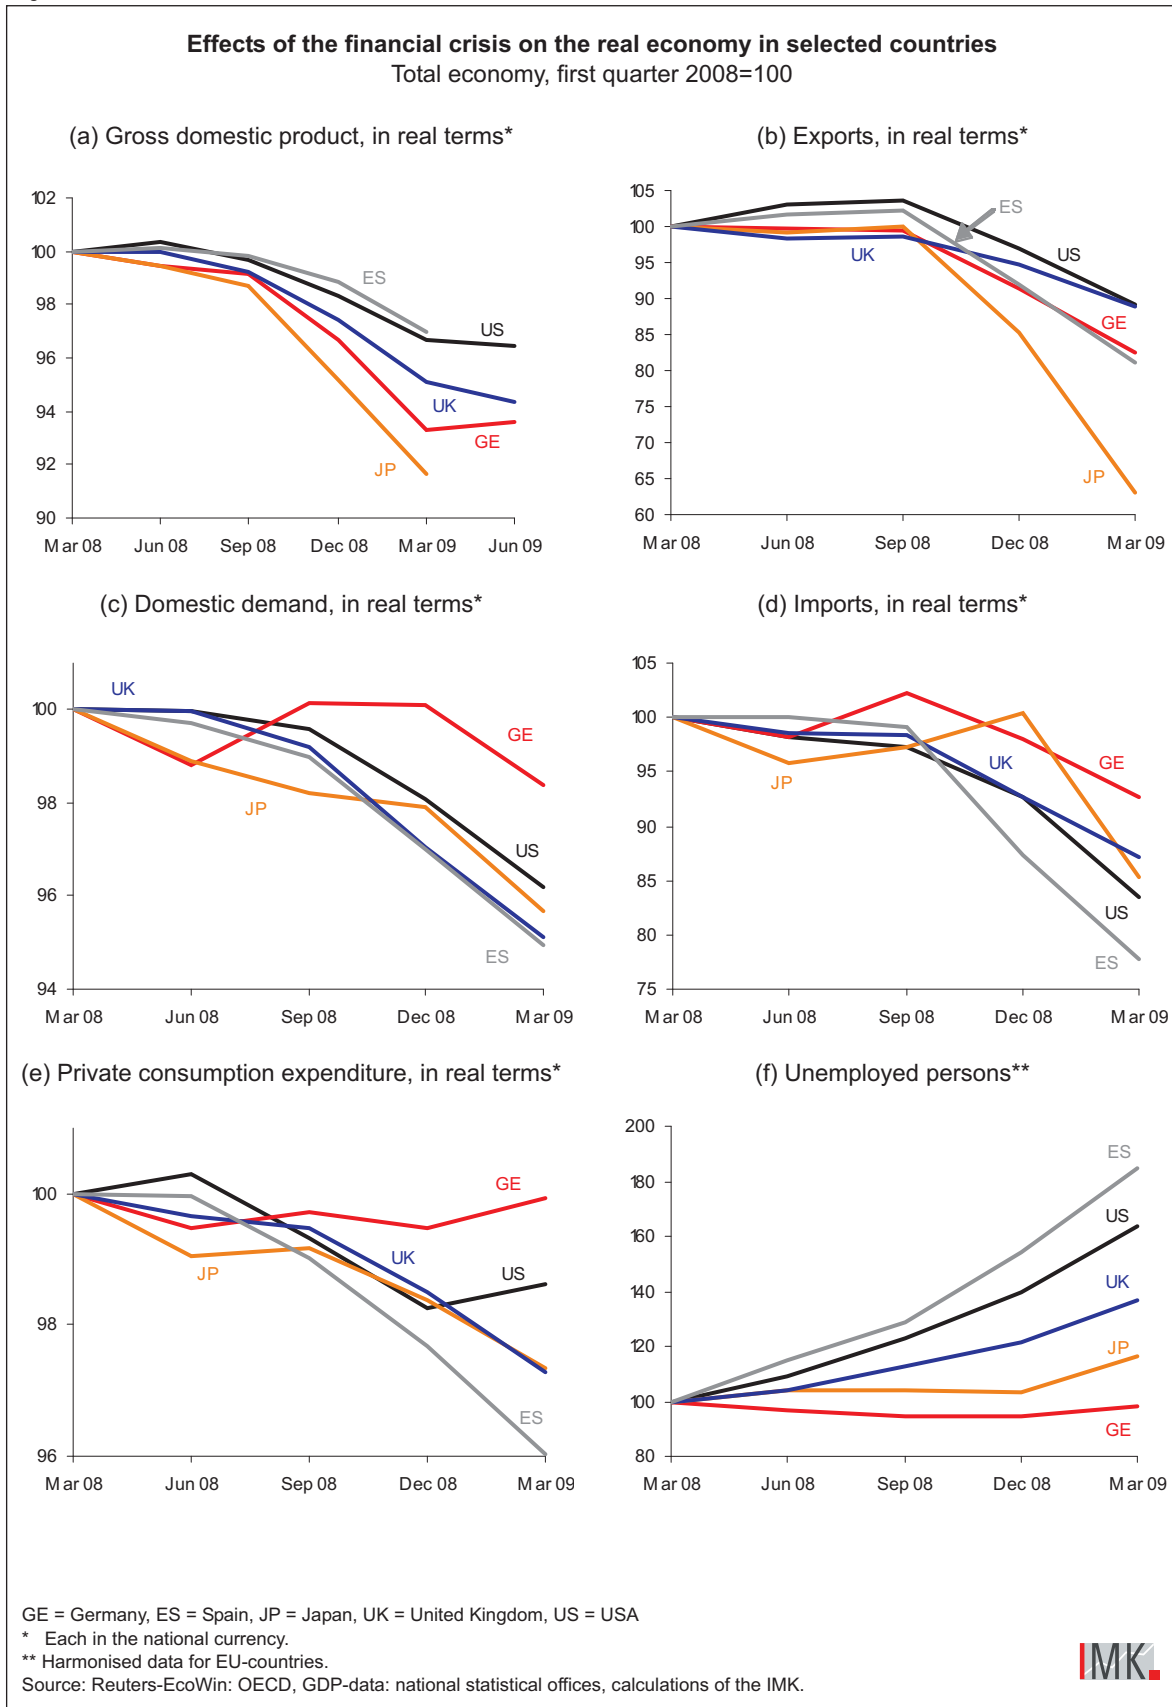 Effects of the financial crisis on the real economy in selected countries
Total economy, first quarter 2008=100
(a) Gross domestic product, in real terms*
102
100
98
96
94
92
90
ES
US
UK
GE
JP
Mar 08 Jun 08 Sep 08 Dec 08 Mar 09 Jun 09
(b) Exports, in real terms*
105
100
95
90
85
80
75
70
65
60
ES
UK
US
GE
JP
Mar 08 Jun 08 Sep 08 Dec 08 Mar 09
(c) Domestic demand, in real terms*
100
98
96
94
UK
GE
JP
US
ES
Mar 08 Jun 08 Sep 08 Dec 08 Mar 09
(d) Imports, in real terms*
105
100
95
90
85
80
75
UK
GE
JP
US
ES
Mar 08 Jun 08 Sep 08 Dec 08 Mar 09
(e) Private consumption expenditure, in real terms*
100
98
96
GE
UK
JP
US
ES
Mar 08 Jun 08 Sep 08 Dec 08 Mar 09
(f) Unemployed persons**
200
180
160
140
120
100
80
ES
US
UK
JP
GE
Mar 08 Jun 08 Sep 08 Dec 08 Mar 09
GE = Germany, ES = Spain, JP = Japan, UK = United Kingdom, US = USA
* Each in the national currency.
** Harmonised data for EU-countries.
Source: Reuters-EcoWin: OECD, GDP-data: national statistical offices, calculations of the IMK.
IMK.